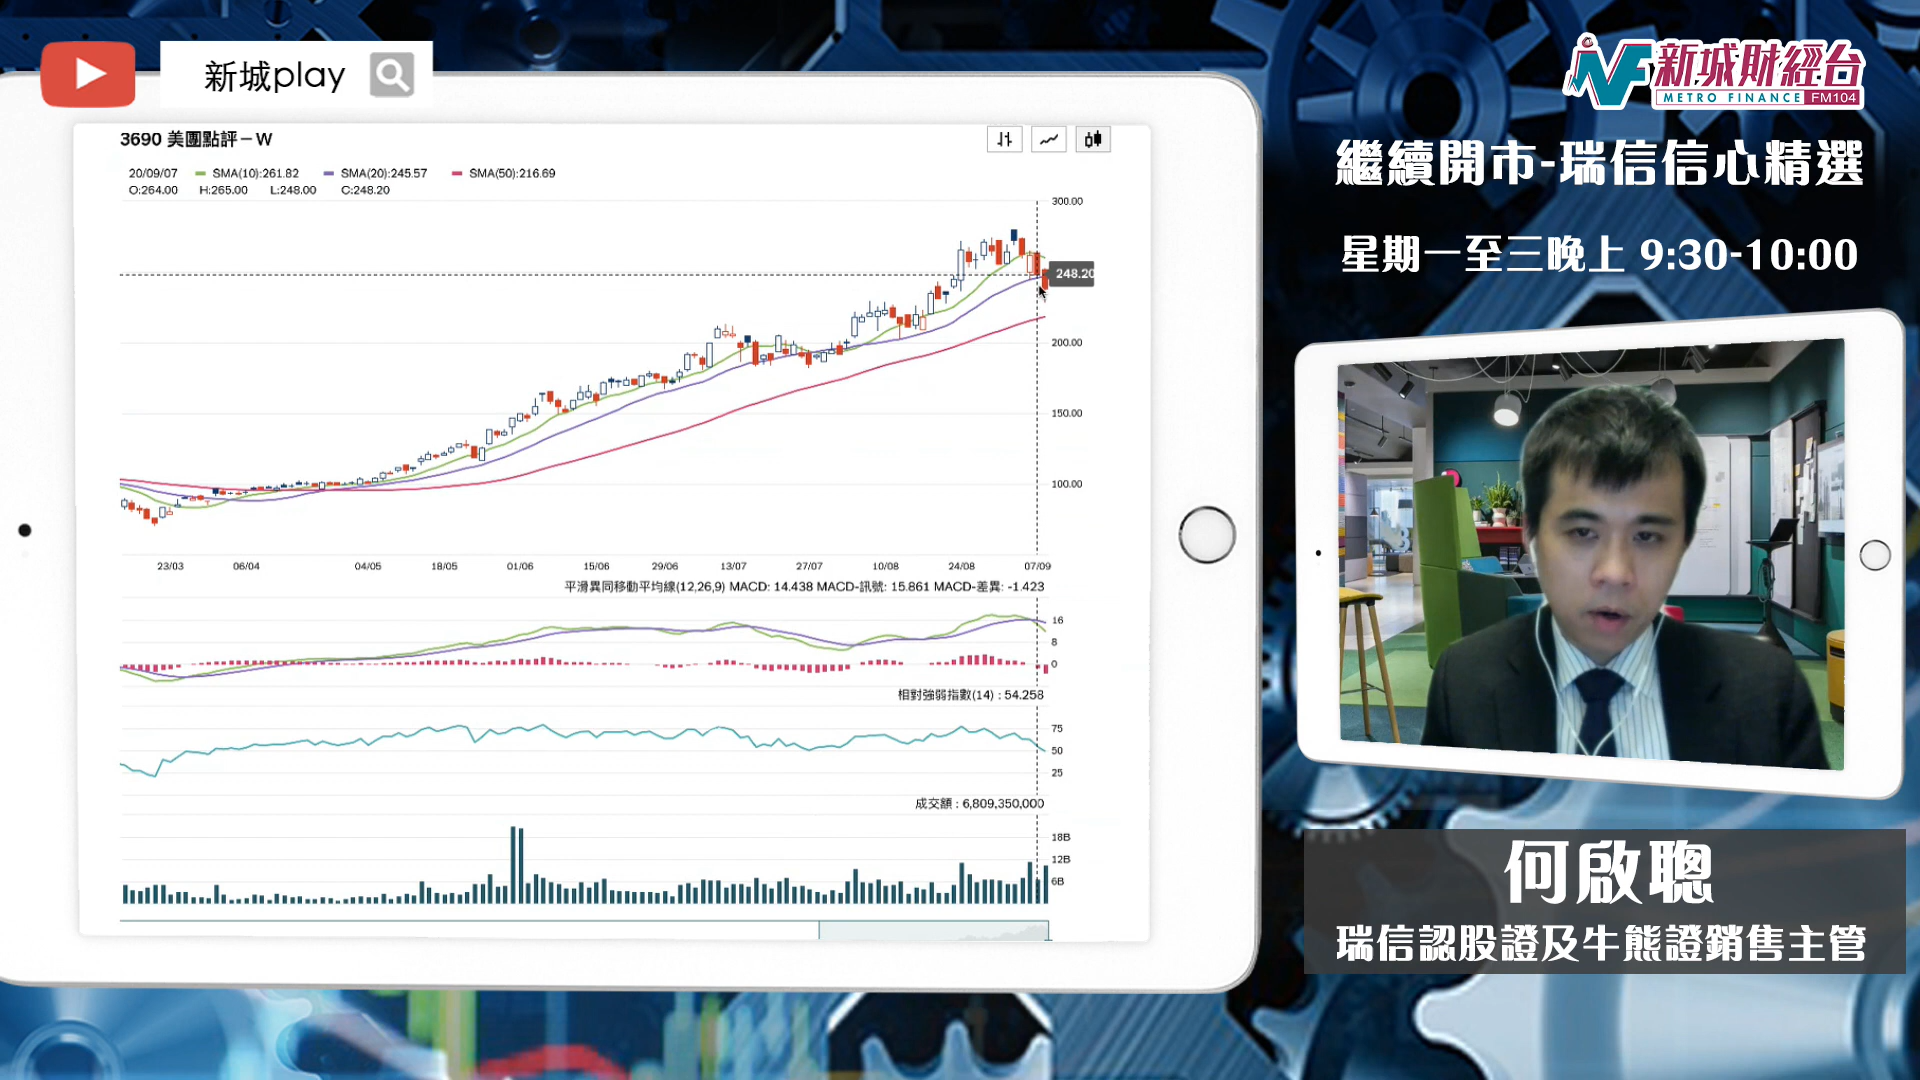 新城play
新城財經台
METRO FINANCE FM104
繼續開市-瑞信信心精選
星期一至三晚上 9:30-10:00
3690 美團點評－W
20/09/07 SMA(10):261.82 SMA(20):245.57 SMA(50):216.69
O:264.00 H:265.00 L:248.00 C:248.20
300.00
248.20
200.00
150.00
100.00
23/03 06/04 04/05 18/05 01/06 15/06 29/06 13/07 27/07 10/08 24/08 07/09
平滑異同移動平均線(12,26,9) MACD: 14.438 MACD-訊號: 15.861 MACD-差異: -1.423
16
8
0
相對強弱指數(14) : 54.258
75
50
25
成交額 : 6,809,350,000
18B
12B
6B
何啟聰
瑞信認股證及牛熊證銷售主管